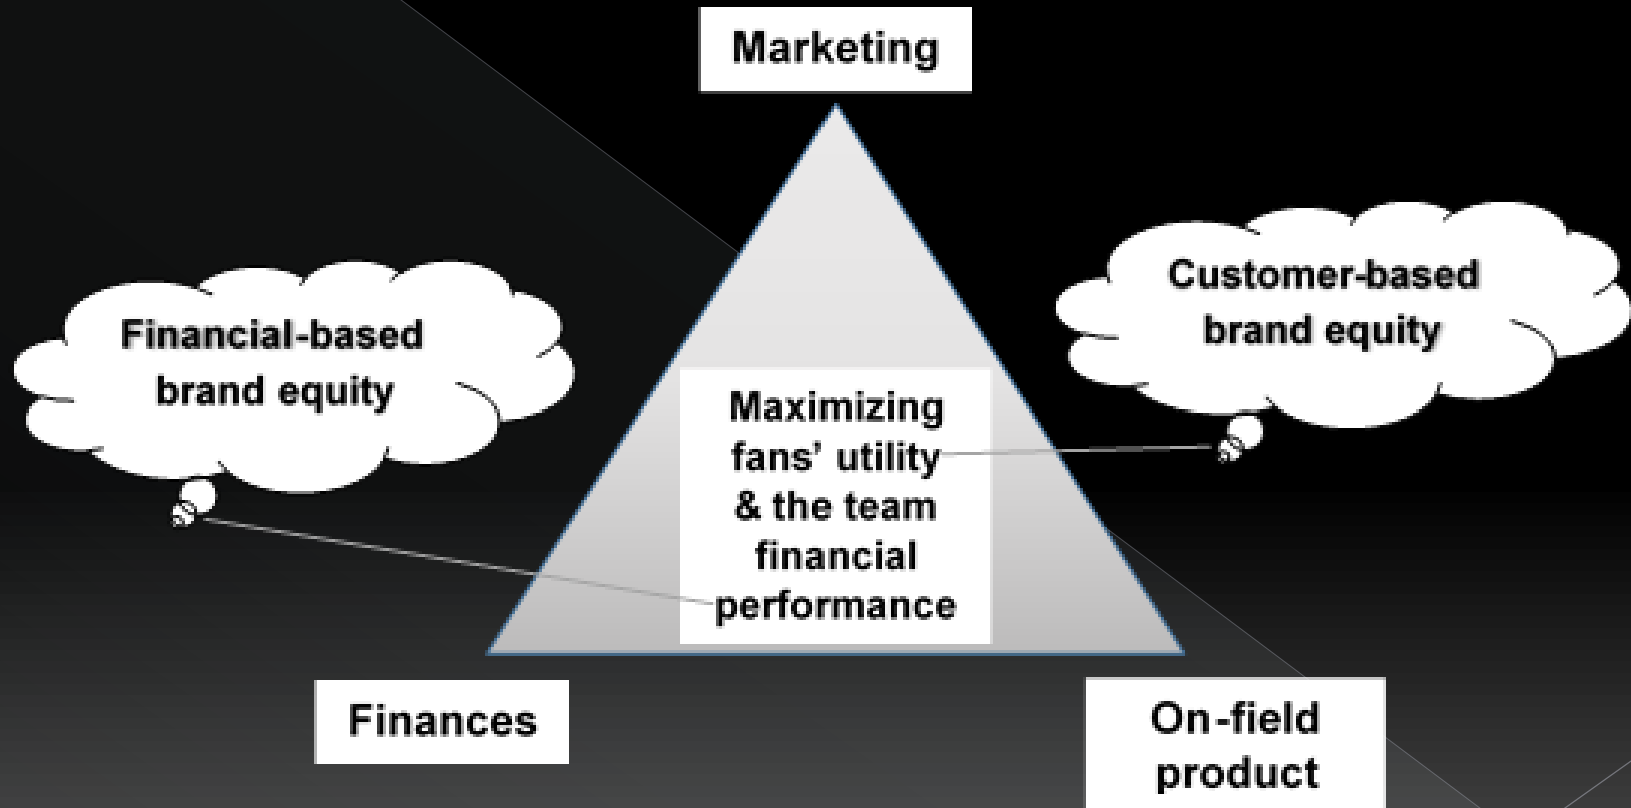 Marketing
Financial-based
brand equity
Customer-based
brand equity
Maximizing
fans’ utility
& the team
financial
performance
Finances
On-field
product